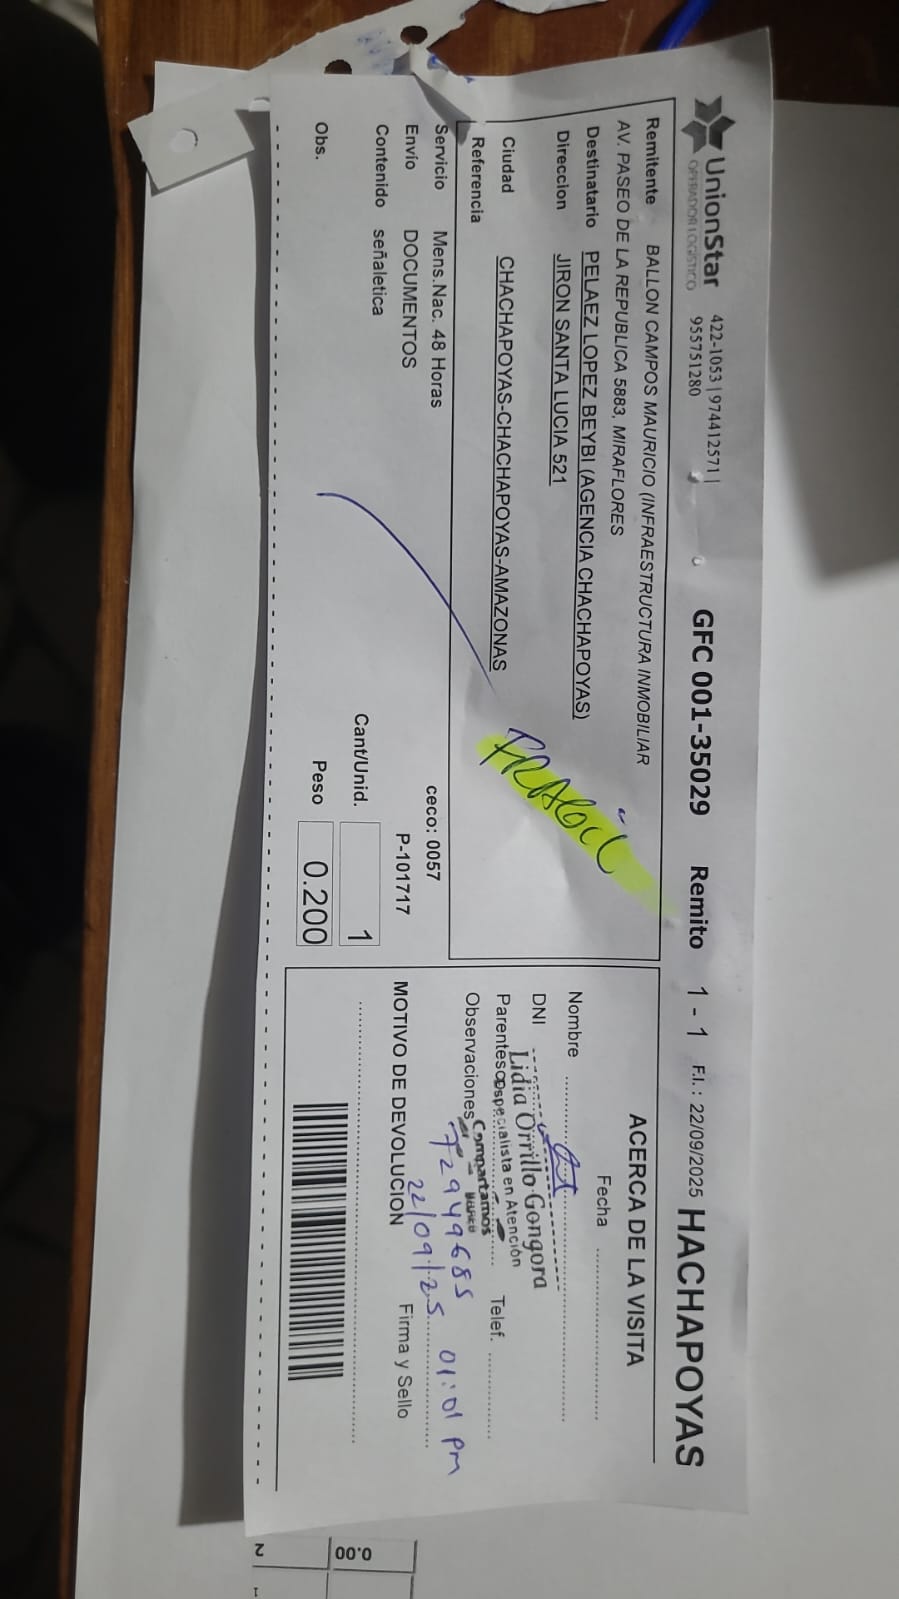 UnionStar
OPERADOR LOGISTICO
422-1053 | 974412571 |
955751280
GFC 001-35029 Remito 1 - 1 F.I.: 22/09/2025 HACHAPOYAS
Remitente BALLON CAMPOS MAURICIO (INFRAESTRUCTURA INMOBILIAR
AV. PASEO DE LA REPUBLICA 5883, MIRAFLORES
Destinatario PELAEZ LOPEZ BEYBI (AGENCIA CHACHAPOYAS)
Direccion JIRON SANTA LUCIA 521
Ciudad CHACHAPOYAS-CHACHAPOYAS-AMAZONAS
Referencia
Servicio Mens.Nac. 48 Horas
ceco: 0057
Envio DOCUMENTOS
P-101717
Contenido señaletica
Cant/Unid. 1
Obs.
Peso 0.200
ACERCA DE LA VISITA
Fecha
Nombre
DNI
Lidia Orrillo Gongora
Parentesco
Especialista en Atención
Telef.
Observaciones
Compartamos
72949685 01:01 pm
22/09/25
MOTIVO DE DEVOLUCION
Firma y Sello
0.00
2